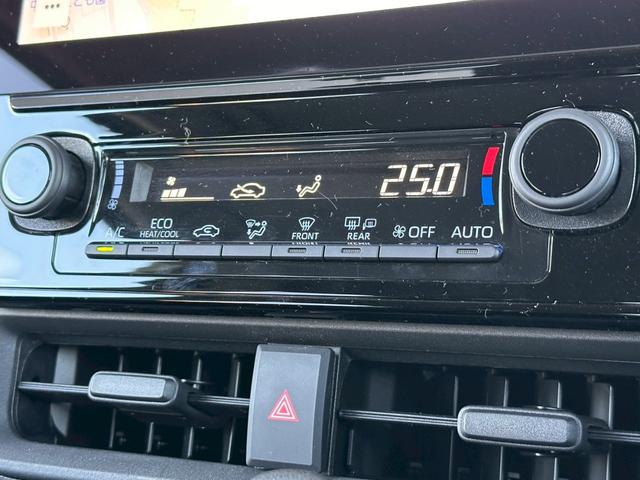 25.0
A/C
ECO
HEAT/COOL
FRONT
REAR
OFF
AUTO